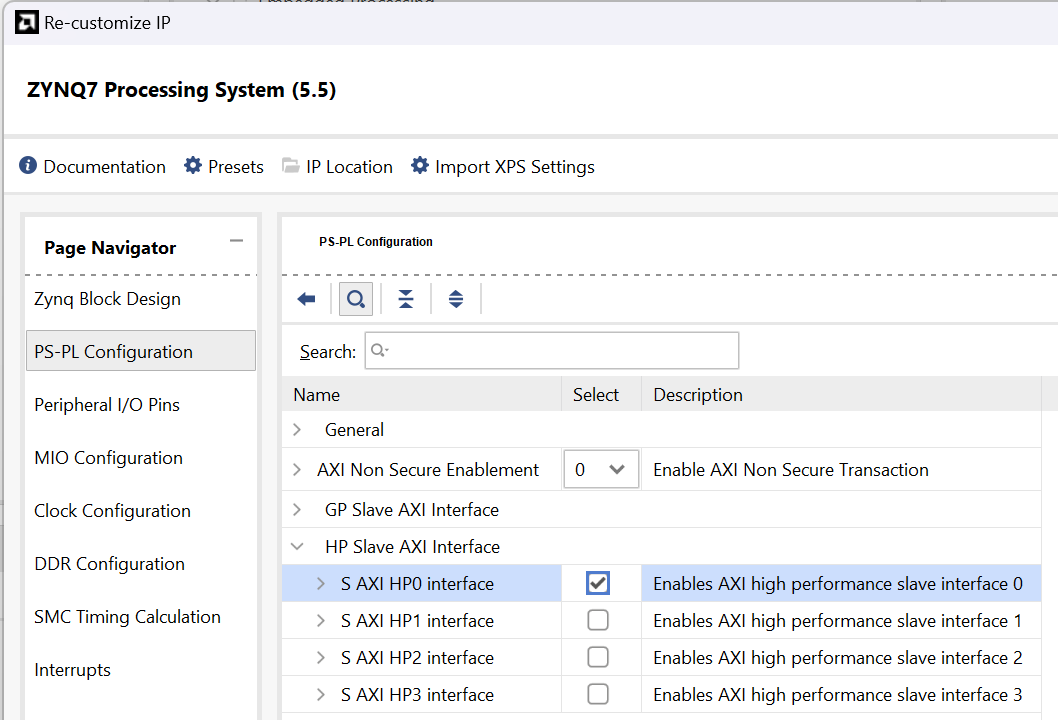 Re-customize IP
ZYNQ7 Processing System (5.5)
Documentation Presets IP Location Import XPS Settings
Page Navigator
Zynq Block Design
PS-PL Configuration
Peripheral I/O Pins
MIO Configuration
Clock Configuration
DDR Configuration
SMC Timing Calculation
Interrupts
PS-PL Configuration
Search:
Name Select Description
General
AXI Non Secure Enablement 0 Enable AXI Non Secure Transaction
GP Slave AXI Interface
HP Slave AXI Interface
S AXI HP0 interface Enables AXI high performance slave interface 0
S AXI HP1 interface Enables AXI high performance slave interface 1
S AXI HP2 interface Enables AXI high performance slave interface 2
S AXI HP3 interface Enables AXI high performance slave interface 3